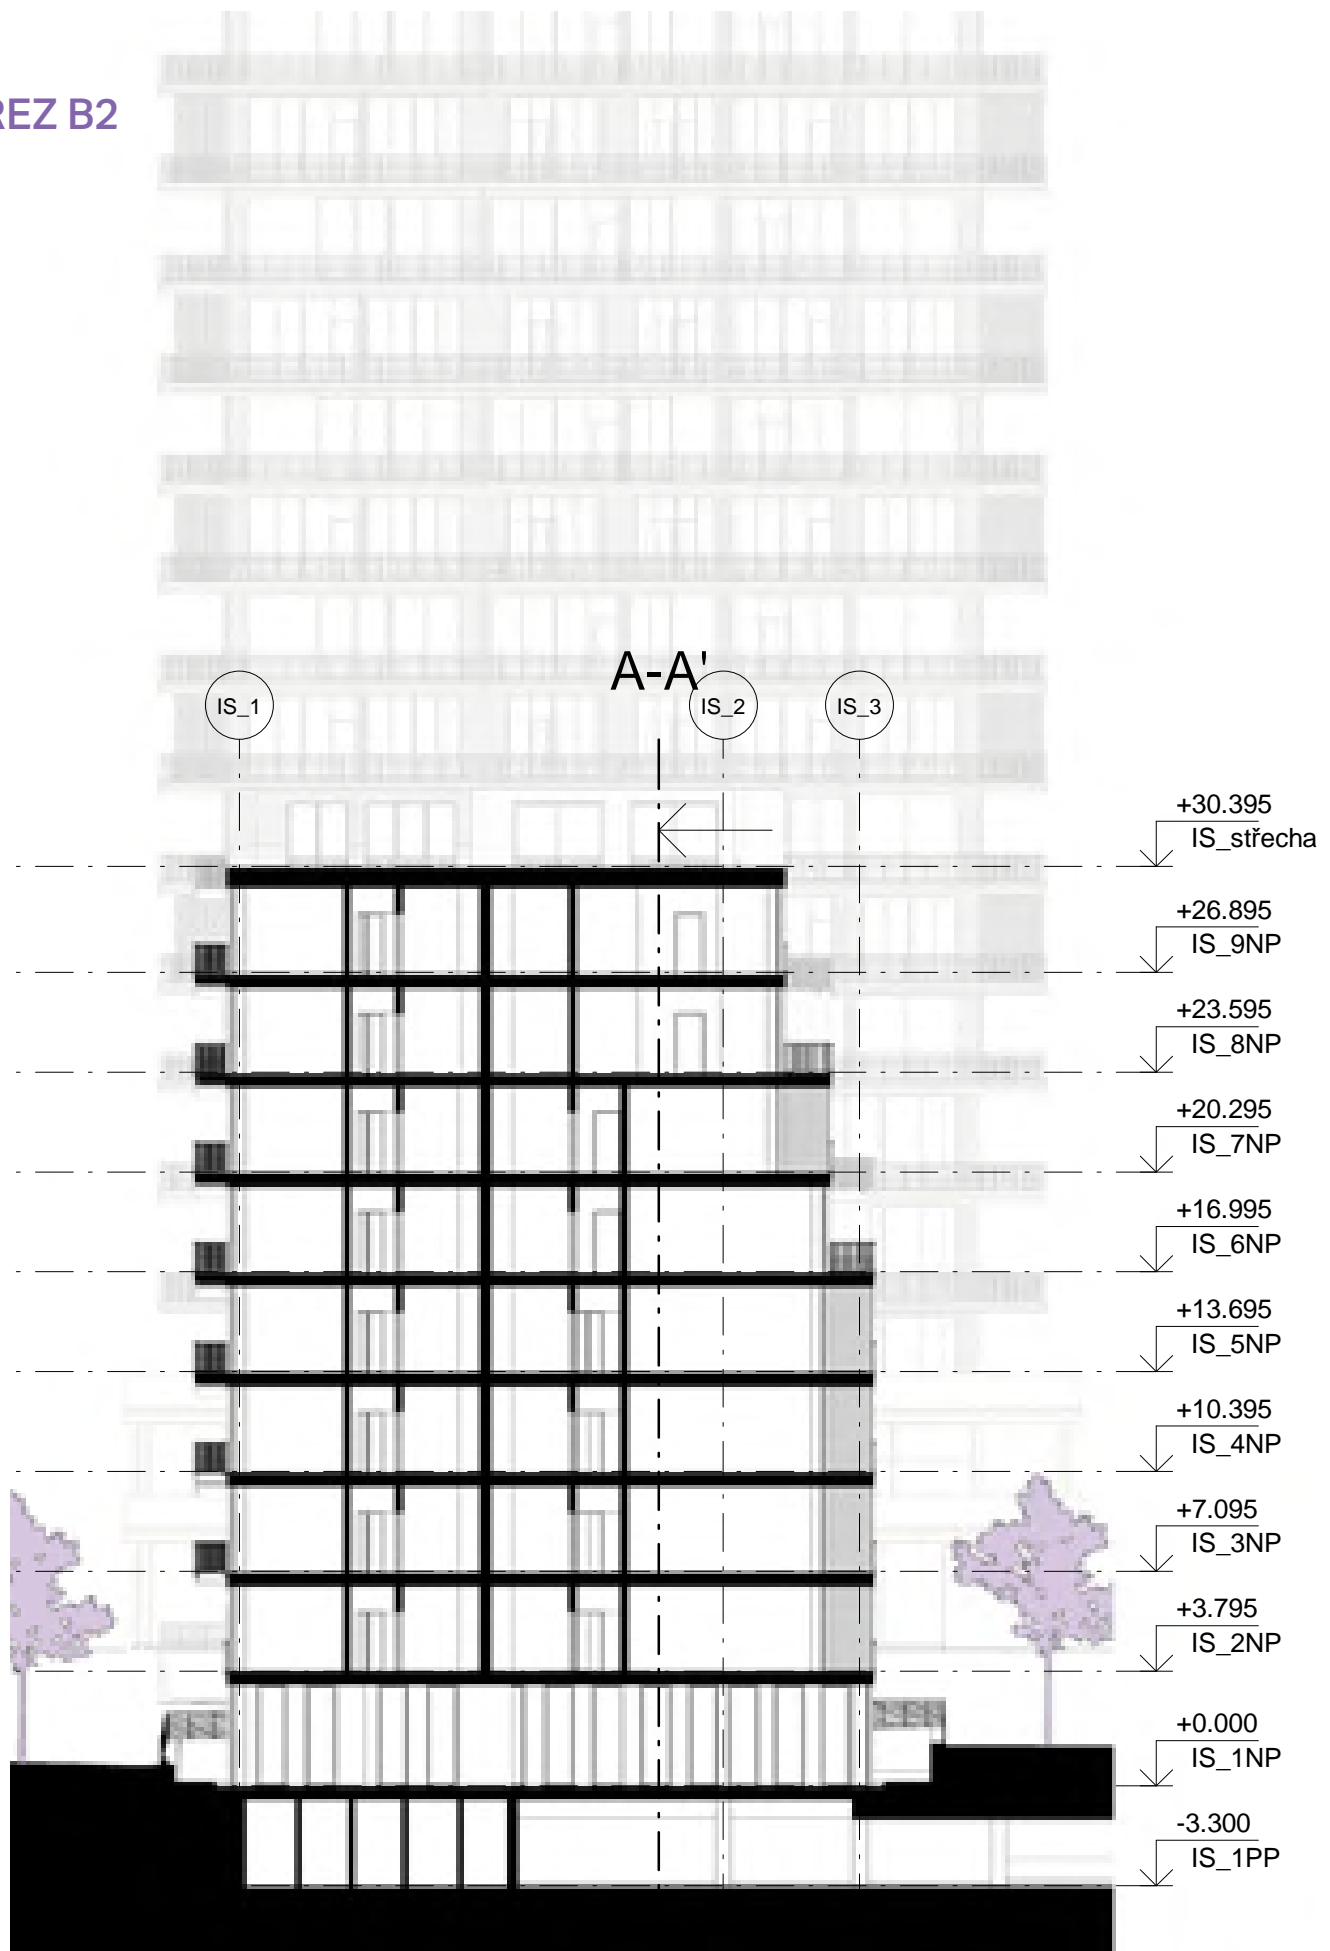 REZ B2
A-A'
IS_1
IS_2
IS_3
+30.395
IS_střecha
+26.895
IS_9NP
+23.595
IS_8NP
+20.295
IS_7NP
+16.995
IS_6NP
+13.695
IS_5NP
+10.395
IS_4NP
+7.095
IS_3NP
+3.795
IS_2NP
+0.000
IS_1NP
-3.300
IS_1PP